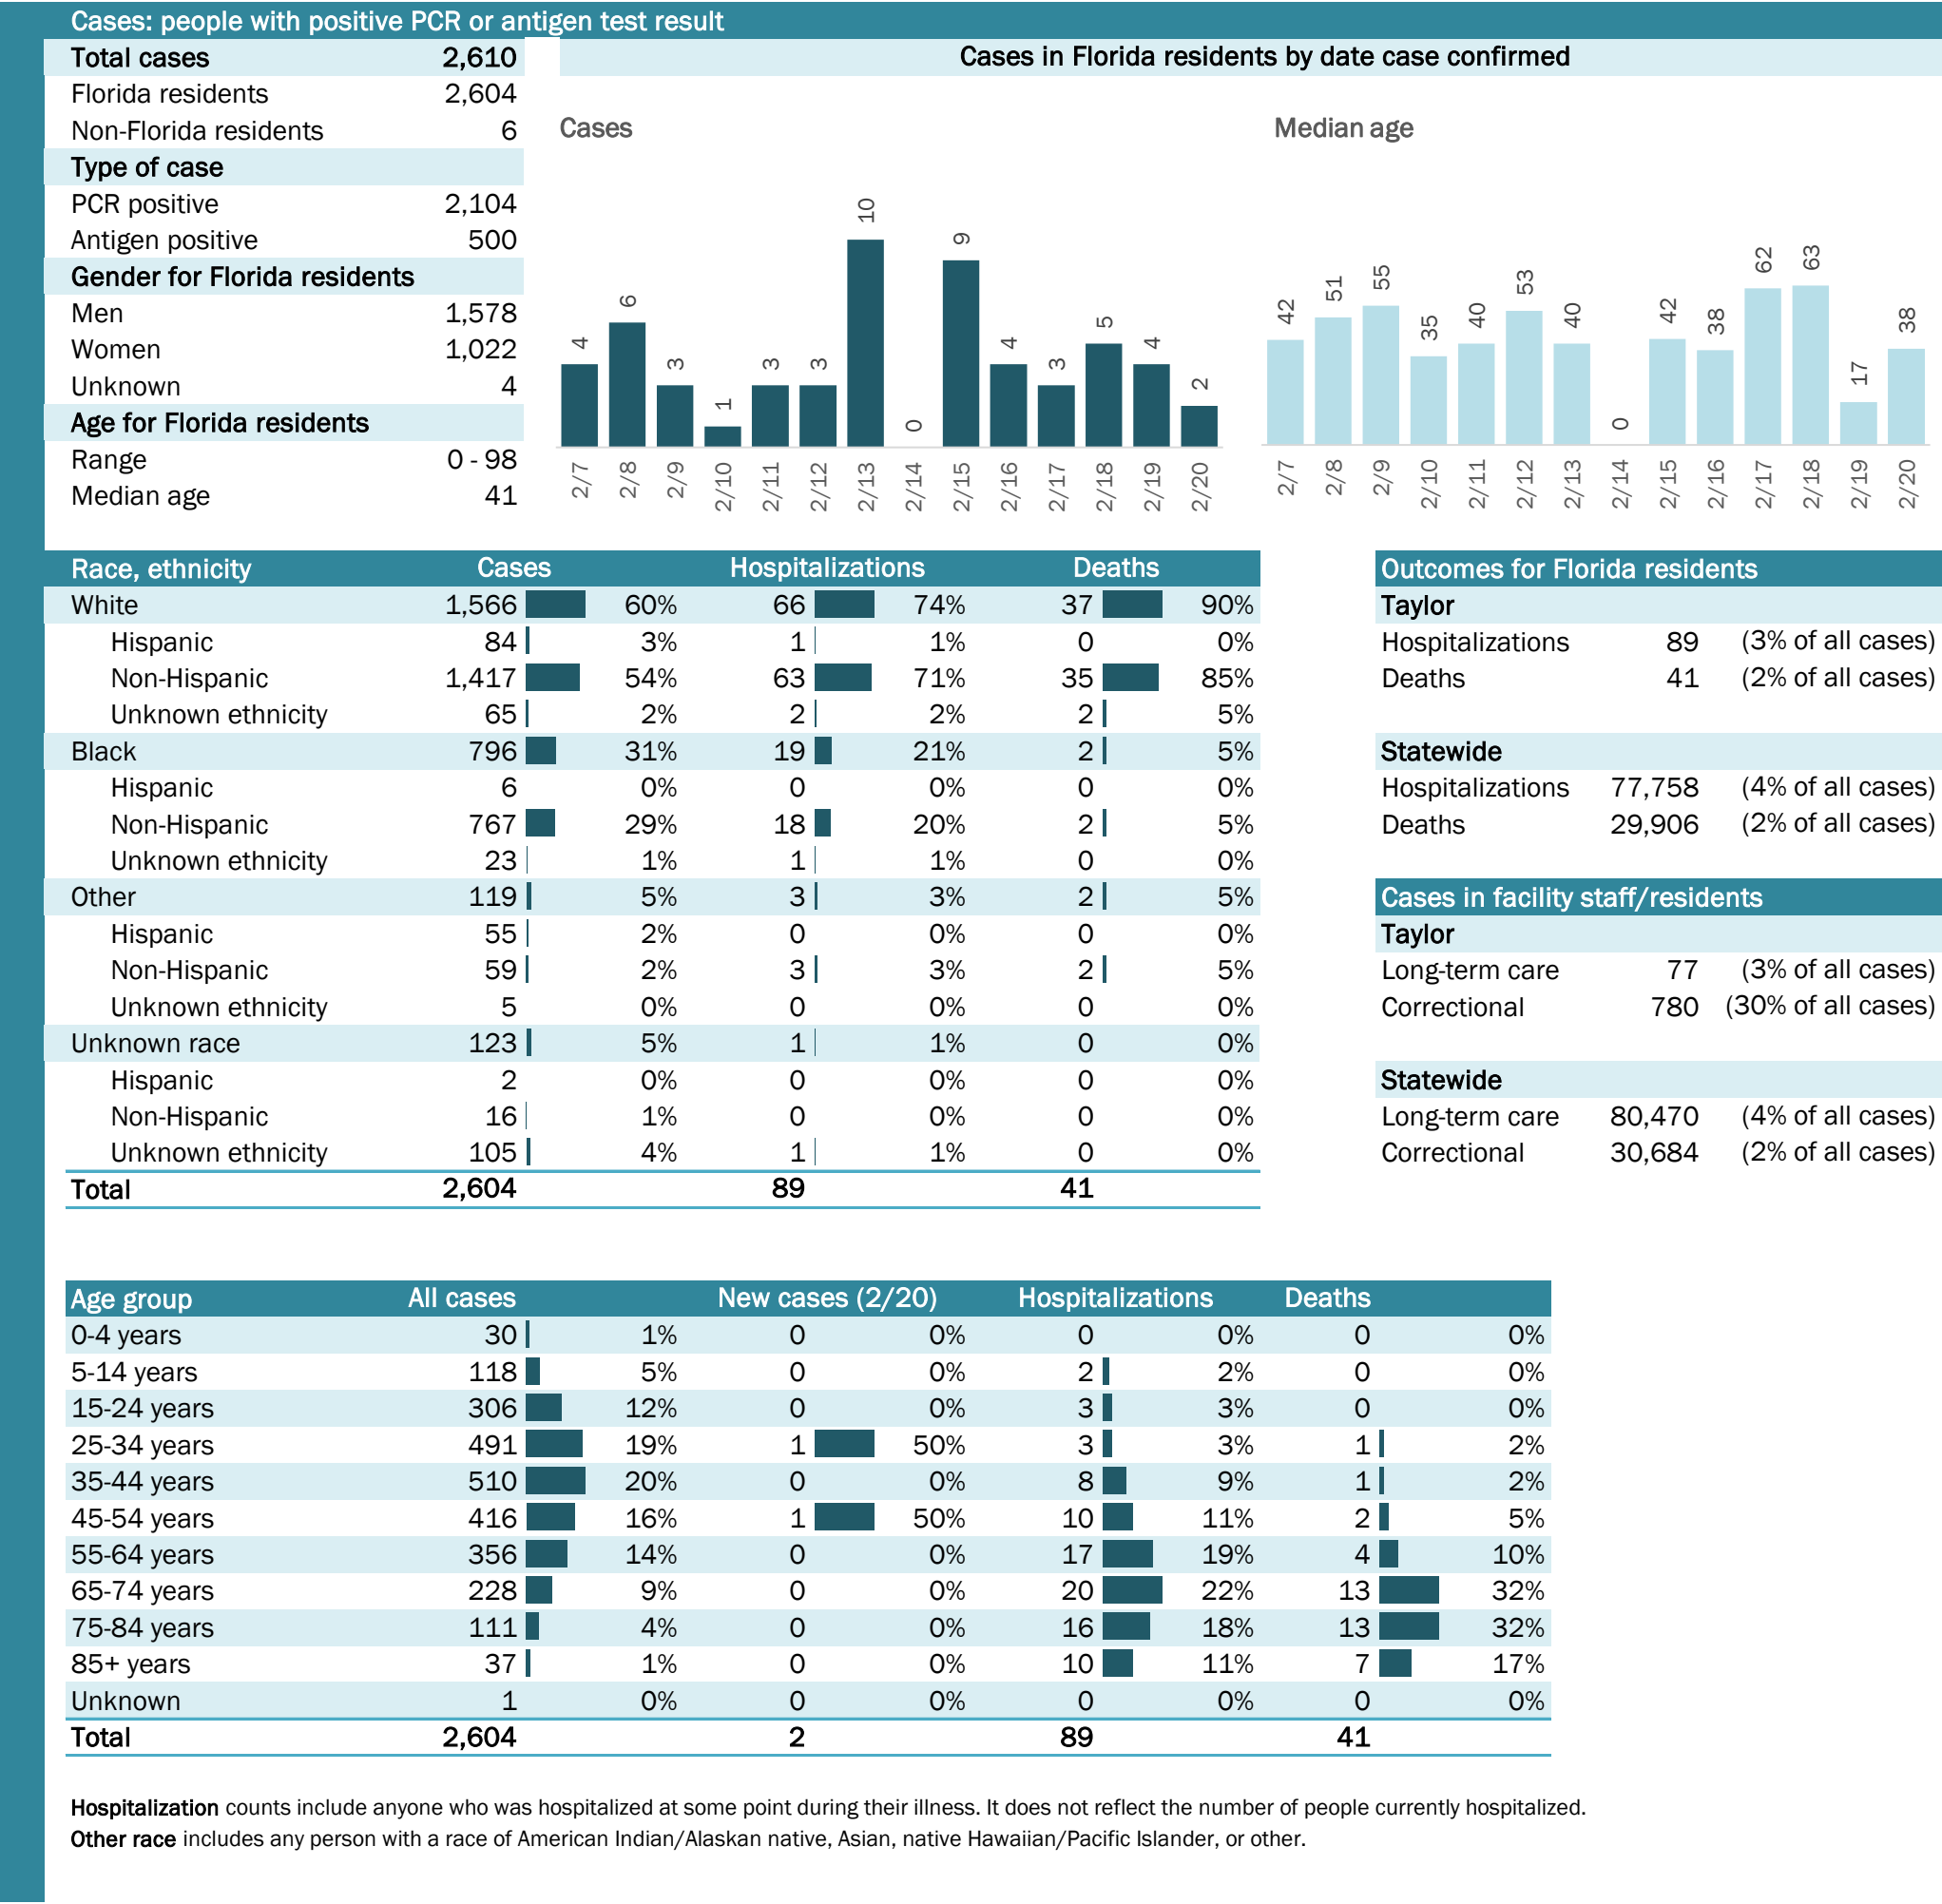 Cases: people with positive PCR or antigen test result
Total cases 2,610
Florida residents 2,604
Non-Florida residents 6
Type of case
PCR positive 2,104
Antigen positive 500
Gender for Florida residents
Men 1,578
Women 1,022
Unknown 4
Age for Florida residents
Range 0 - 98
Median age 41
Cases in Florida residents by date case confirmed
Cases
4 6 3 1 3 3 10 0 9 4 3 5 4 2
2/7 2/8 2/9 2/10 2/11 2/12 2/13 2/14 2/15 2/16 2/17 2/18 2/19 2/20
Median age
42 51 55 35 40 53 40 0 42 38 62 63 17 38
2/7 2/8 2/9 2/10 2/11 2/12 2/13 2/14 2/15 2/16 2/17 2/18 2/19 2/20
Race, ethnicity Cases Hospitalizations Deaths
White 1,566 60% 66 74% 37 90%
Hispanic 84 3% 1 1% 0 0%
Non-Hispanic 1,417 54% 63 71% 35 85%
Unknown ethnicity 65 2% 2 2% 2 5%
Black 796 31% 19 21% 2 5%
Hispanic 6 0% 0 0% 0 0%
Non-Hispanic 767 29% 18 20% 2 5%
Unknown ethnicity 23 1% 1 1% 0 0%
Other 119 5% 3 3% 2 5%
Hispanic 55 2% 0 0% 0 0%
Non-Hispanic 59 2% 3 3% 2 5%
Unknown ethnicity 5 0% 0 0% 0 0%
Unknown race 123 5% 1 1% 0 0%
Hispanic 2 0% 0 0% 0 0%
Non-Hispanic 16 1% 0 0% 0 0%
Unknown ethnicity 105 4% 1 1% 0 0%
Total 2,604 89 41
Outcomes for Florida residents
Taylor
Hospitalizations 89 (3% of all cases)
Deaths 41 (2% of all cases)
Statewide
Hospitalizations 77,758 (4% of all cases)
Deaths 29,906 (2% of all cases)
Cases in facility staff/residents
Taylor
Long-term care 77 (3% of all cases)
Correctional 780 (30% of all cases)
Statewide
Long-term care 80,470 (4% of all cases)
Correctional 30,684 (2% of all cases)
Age group All cases New cases (2/20) Hospitalizations Deaths
0-4 years 30 1% 0 0% 0 0% 0 0%
5-14 years 118 5% 0 0% 2 2% 0 0%
15-24 years 306 12% 0 0% 3 3% 0 0%
25-34 years 491 19% 1 50% 3 3% 1 2%
35-44 years 510 20% 0 0% 8 9% 1 2%
45-54 years 416 16% 1 50% 10 11% 2 5%
55-64 years 356 14% 0 0% 17 19% 4 10%
65-74 years 228 9% 0 0% 20 22% 13 32%
75-84 years 111 4% 0 0% 16 18% 13 32%
85+ years 37 1% 0 0% 10 11% 7 17%
Unknown 1 0% 0 0% 0 0% 0 0%
Total 2,604 2 89 41
Hospitalization counts include anyone who was hospitalized at some point during their illness. It does not reflect the number of people currently hospitalized.
Other race includes any person with a race of American Indian/Alaskan native, Asian, native Hawaiian/Pacific Islander, or other.